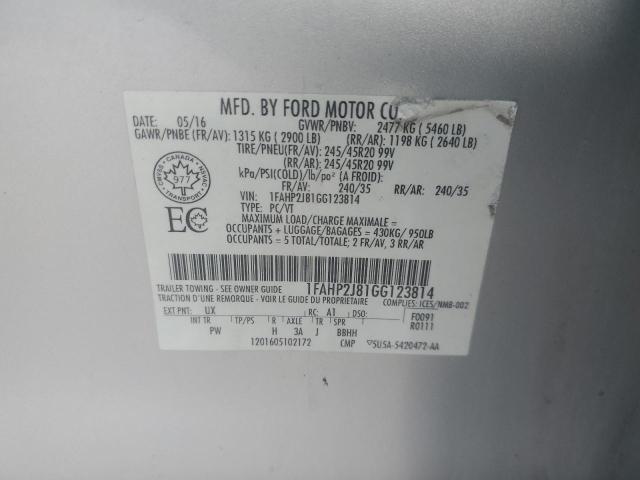 MFD. BY FORD MOTOR CO
DATE: 05/16 GVWR/PNBV: 2477 KG ( 5460 LB)
GAWR/PNBE (FR/AV): 1315 KG ( 2900 LB) (RR/AR): 1198 KG ( 2640 LB)
TIRE/PNEU(FR/AV): 245/45R20 99V
(RR/AR): 245/45R20 99V
kPa/PSI(COLD)/lb/po² (A FROID):
FR/AV: 240/35 RR/AR: 240/35
CANADA
CMVSS 977 NSVAC
TRANSPORT
EC
VIN: 1FAHP2J81GG123814
TYPE: PC/VT
MAXIMUM LOAD/CHARGE MAXIMALE =
OCCUPANTS + LUGGAGE/BAGAGES = 430KG/ 950LB
OCCUPANTS = 5 TOTAL/TOTALE; 2 FR/AV, 3 RR/AR
TRAILER TOWING - SEE OWNER GUIDE 1FAHP2J81GG123814
TRACTION D'UNE REMORQUE - VOIR LE GUIDE DU PROPRIETAIRE COMPLIES: ICES/NMB-002
EXT PNT: UX RC: A1 DSO: F0091
INT TR TP/PS R AXLE TR SPR R0111
PW H 3A J BBHH
1201605102172 CMP 5U5A-5420472-AA